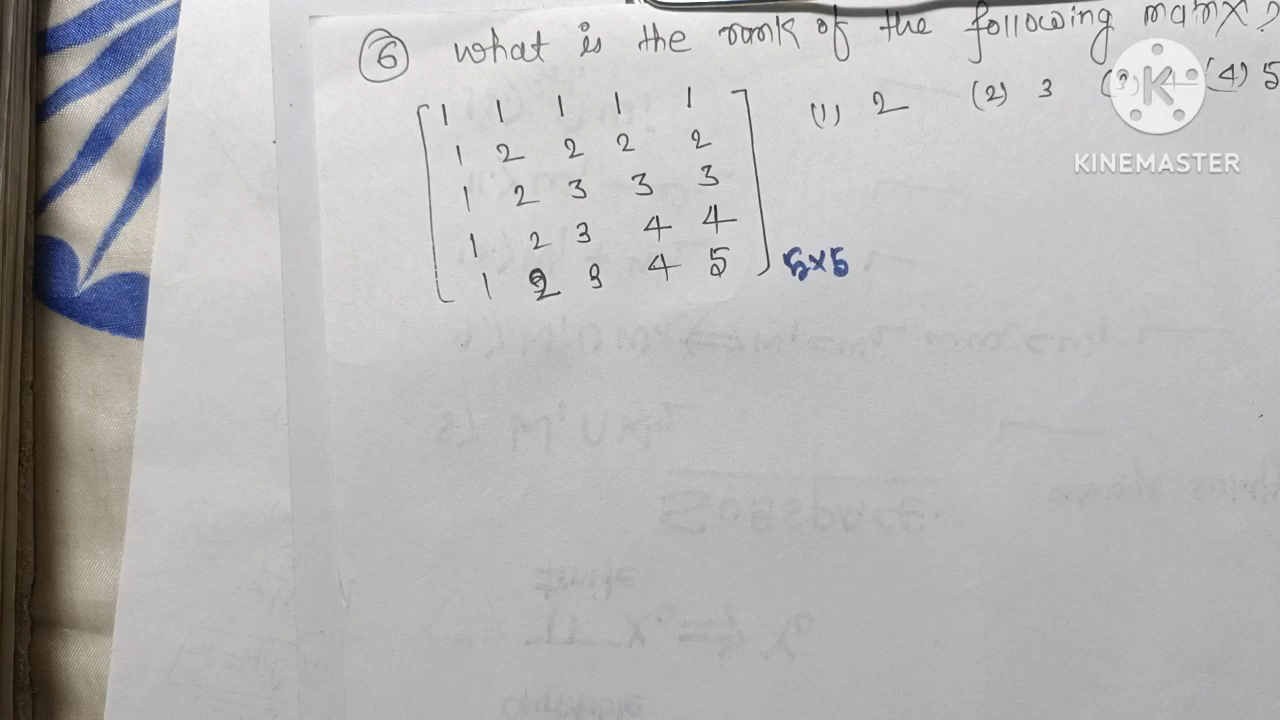 ⑥ what is the rank of the following matrix?
(1) 2 (2) 3 (3) 4 (4) 5
1 1 1 1 1
1 2 2 2 2
1 2 3 3 3
1 2 3 4 4
1 2 3 4 5
5×5
KINEMASTER